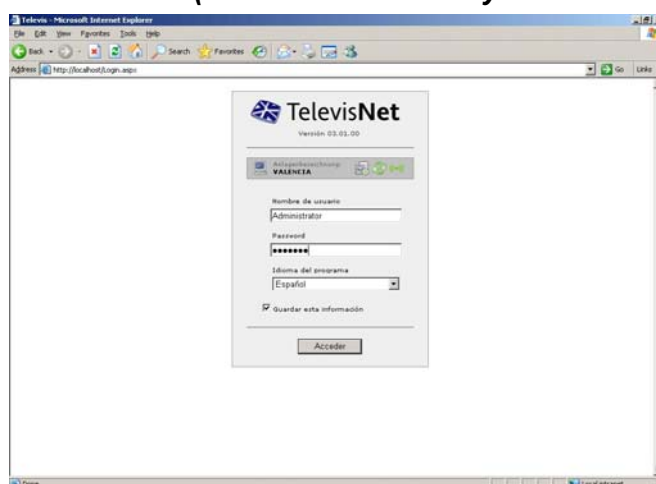 Televis - Microsoft Internet Explorer
File Edit View Favorites Tools Help
Back Search Favorites
Address http://localhost/Login.aspx Go Links
TelevisNet
Versión 03.01.00
VALENCIA
Nombre de usuario
Administrator
Password
•••••••
Idioma del programa
Español
Guardar esta información
Acceder
Done Local intranet